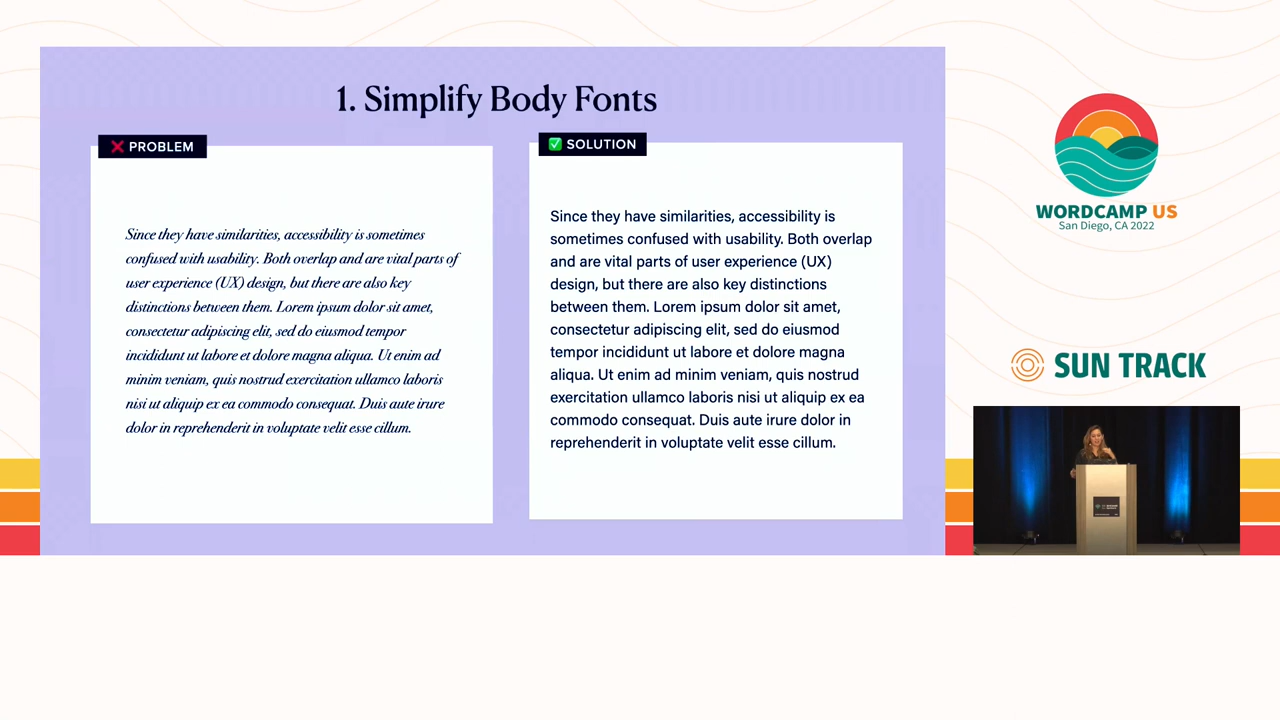 1. Simplify Body Fonts
❌ PROBLEM
Since they have similarities, accessibility is sometimes
confused with usability. Both overlap and are vital parts of
user experience (UX) design, but there are also key
distinctions between them. Lorem ipsum dolor sit amet,
consectetur adipiscing elit, sed do eiusmod tempor
incididunt ut labore et dolore magna aliqua. Ut enim ad
minim veniam, quis nostrud exercitation ullamco laboris
nisi ut aliquip ex ea commodo consequat. Duis aute irure
dolor in reprehenderit in voluptate velit esse cillum.
✅ SOLUTION
Since they have similarities, accessibility is
sometimes confused with usability. Both overlap
and are vital parts of user experience (UX)
design, but there are also key distinctions
between them. Lorem ipsum dolor sit amet,
consectetur adipiscing elit, sed do eiusmod
tempor incididunt ut labore et dolore magna
aliqua. Ut enim ad minim veniam, quis nostrud
exercitation ullamco laboris nisi ut aliquip ex ea
commodo consequat. Duis aute irure dolor in
reprehenderit in voluptate velit esse cillum.
WORDCAMP US
San Diego, CA 2022
SUN TRACK